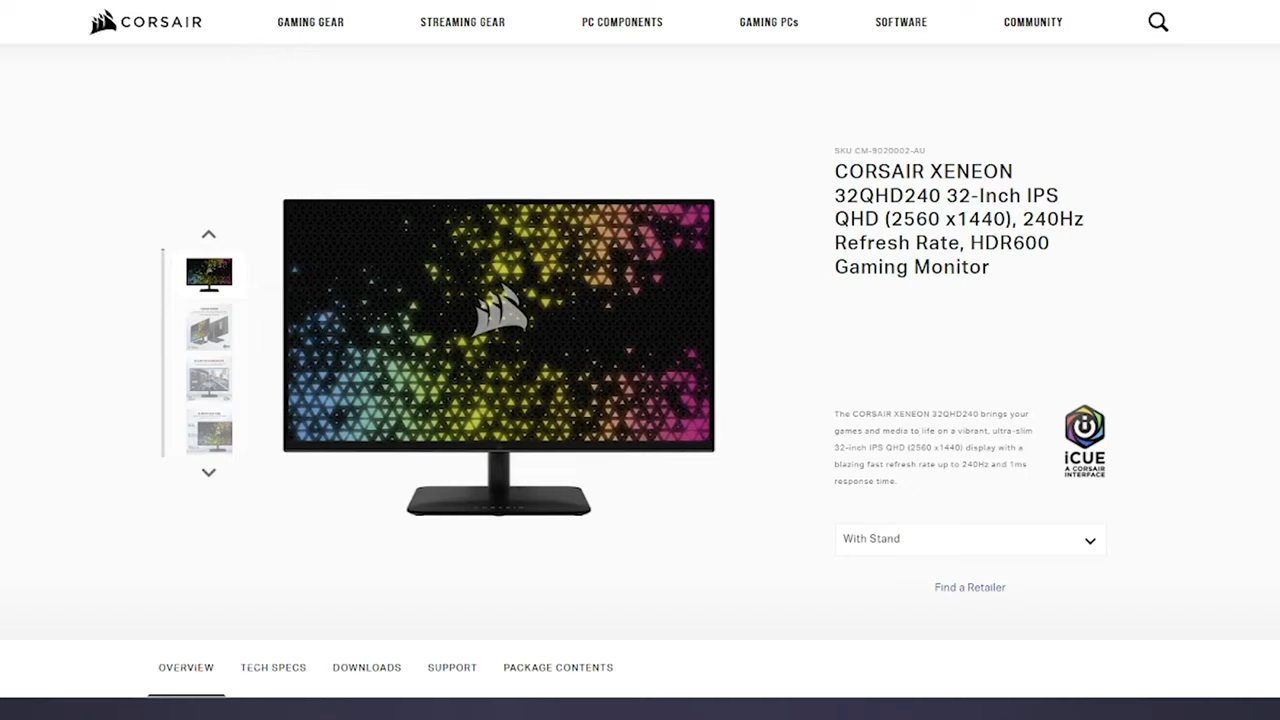 CORSAIR
GAMING GEAR
STREAMING GEAR
PC COMPONENTS
GAMING PCs
SOFTWARE
COMMUNITY
SKU CM-9020002-AU
CORSAIR XENEON
32QHD240 32-Inch IPS
QHD (2560 x1440), 240Hz
Refresh Rate, HDR600
Gaming Monitor
The CORSAIR XENEON 32QHD240 brings your
games and media to life on a vibrant, ultra-slim
32-inch IPS QHD (2560 x1440) display with a
blazing fast refresh rate up to 240Hz and 1ms
response time.
iCUE
A CORSAIR
INTERFACE
With Stand
Find a Retailer
CORSAIR
OVERVIEW
TECH SPECS
DOWNLOADS
SUPPORT
PACKAGE CONTENTS